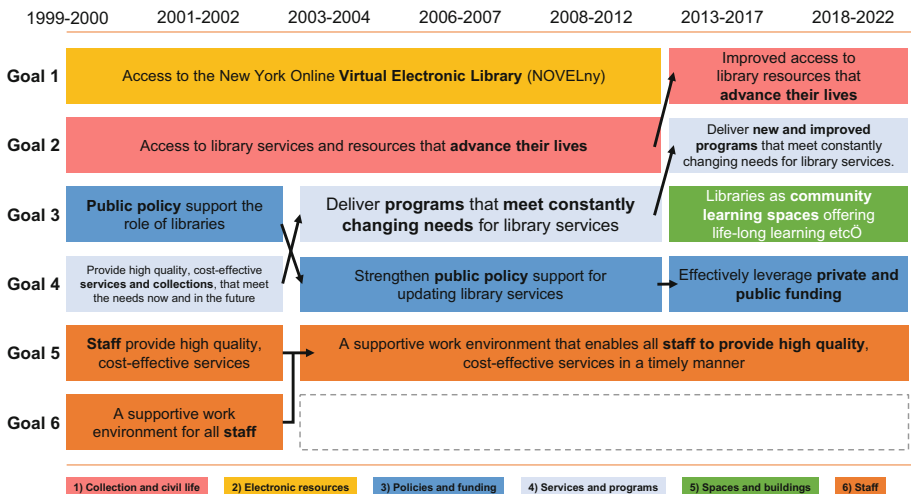 1999-2000 2001-2002 2003-2004 2006-2007 2008-2012 2013-2017 2018-2022
Goal 1
Access to the New York Online Virtual Electronic Library (NOVELny)
Improved access to
library resources that
advance their lives
Goal 2
Access to library services and resources that advance their lives
Deliver new and improved
programs that meet constantly
changing needs for library services.
Goal 3
Public policy support the
role of libraries
Deliver programs that meet constantly
changing needs for library services
Libraries as community
learning spaces offering
life-long learning etcÖ
Goal 4
Provide high quality, cost-effective
services and collections, that meet
the needs now and in the future
Strengthen public policy support for
updating library services
Effectively leverage private and
public funding
Goal 5
Staff provide high quality,
cost-effective services
A supportive work environment that enables all staff to provide high quality,
cost-effective services in a timely manner
Goal 6
A supportive work
environment for all staff
1) Collection and civil life 2) Electronic resources 3) Policies and funding 4) Services and programs 5) Spaces and buildings 6) Staff